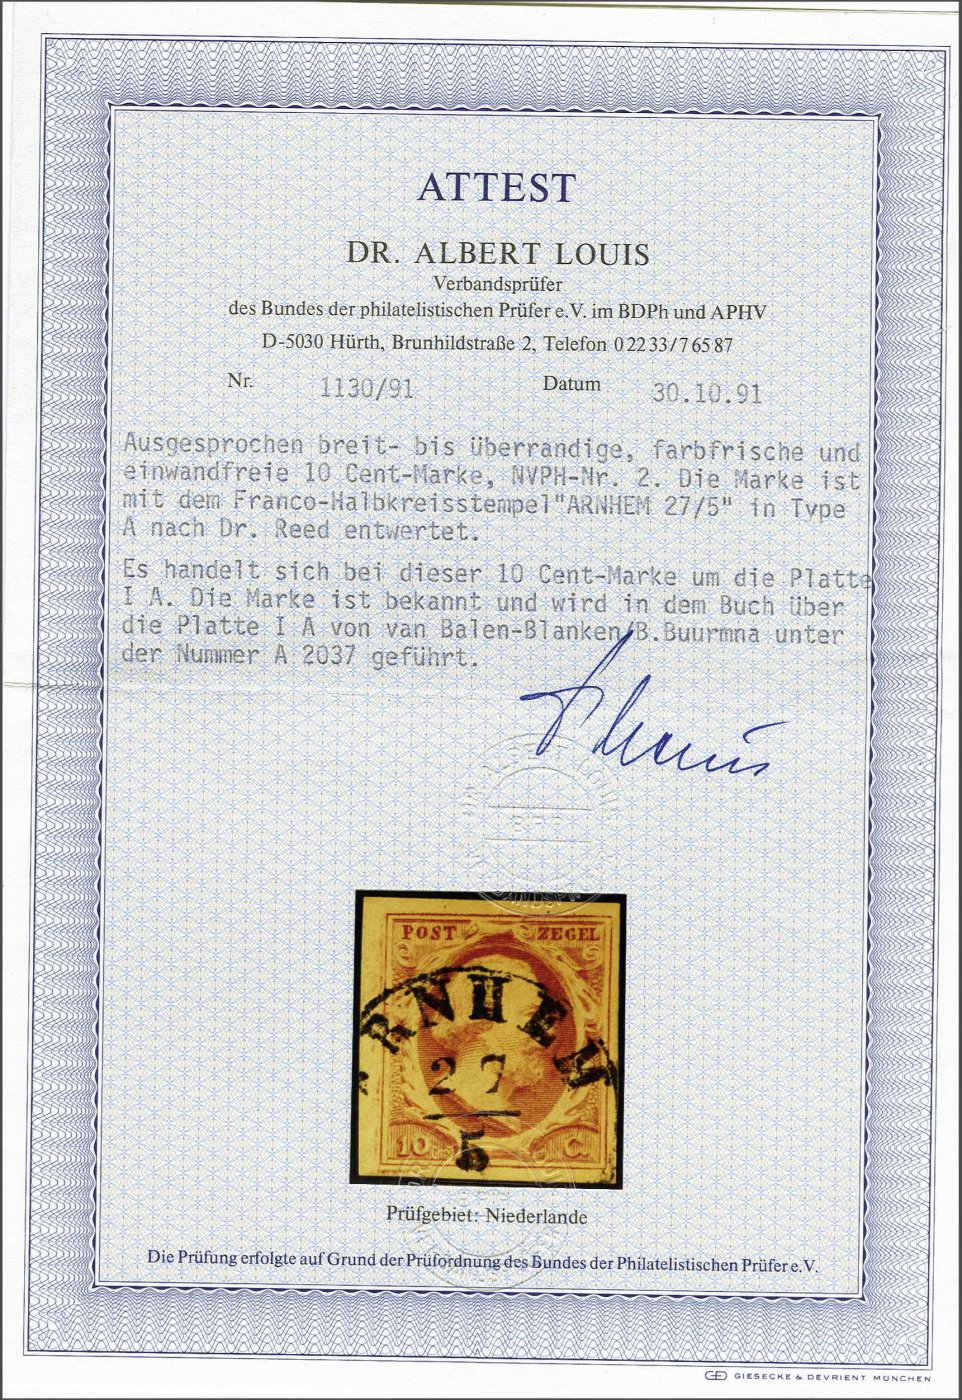 ATTEST
DR. ALBERT LOUIS
Verbandsprüfer
des Bundes der philatelistischen Prüfer e.V. im BDPh und APHV
D-5030 Hürth, Brunhildstraße 2, Telefon 0 22 33/7 65 87
Nr. 1130/91 Datum 30.10.91
Ausgesprochen breit- bis überrandige, farbfrische und
einwandfreie 10 Cent-Marke, NVPH-Nr. 2. Die Marke ist
mit dem Franco-Halbkreisstempel"ARNHEM 27/5" in Type
A nach Dr. Reed entwertet.
Es handelt sich bei dieser 10 Cent-Marke um die Platte
I A. Die Marke ist bekannt und wird in dem Buch über
die Platte I A von van Balen-Blanken/B.Buurmna unter
der Nummer A 2037 geführt.
BPP
POST ZEGEL
ARNHEM
27
5
10 C.
Prüfgebiet: Niederlande
Die Prüfung erfolgte auf Grund der Prüfordnung des Bundes der Philatelistischen Prüfer e.V.
GIESECKE & DEVRIENT MÜNCHEN